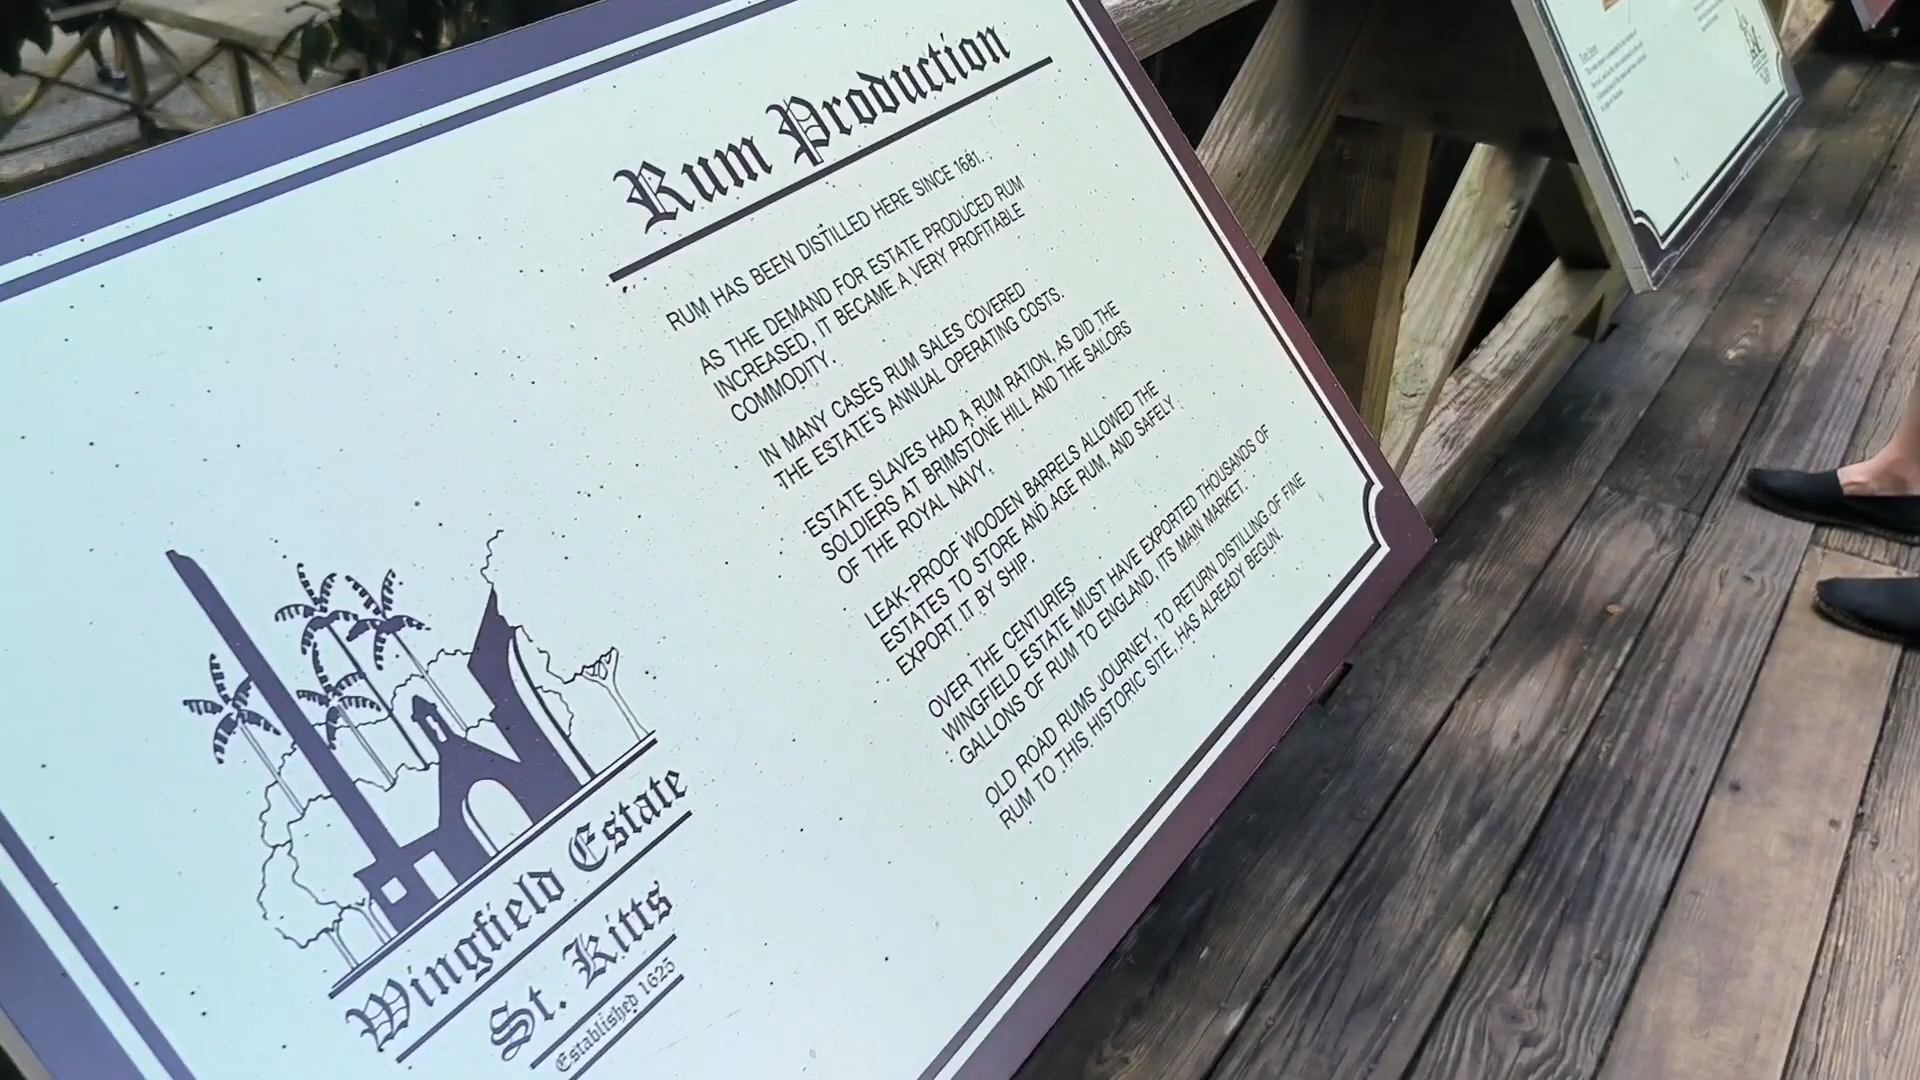 Rum Production
RUM HAS BEEN DISTILLED HERE SINCE 1681.
AS THE DEMAND FOR ESTATE PRODUCED RUM
INCREASED, IT BECAME A VERY PROFITABLE
COMMODITY.
IN MANY CASES RUM SALES COVERED
THE ESTATE'S ANNUAL OPERATING COSTS.
ESTATE SLAVES HAD A RUM RATION, AS DID THE
SOLDIERS AT BRIMSTONE HILL AND THE SAILORS
OF THE ROYAL NAVY.
LEAK-PROOF WOODEN BARRELS ALLOWED THE
ESTATES TO STORE AND AGE RUM, AND SAFELY
EXPORT IT BY SHIP
OVER THE CENTURIES
WINGFIELD ESTATE MUST HAVE EXPORTED THOUSANDS OF
GALLONS OF RUM TO ENGLAND, ITS MAIN MARKET.
OLD ROAD RUMS JOURNEY, TO RETURN DISTILLING OF FINE
RUM TO THIS HISTORIC SITE, HAS ALREADY BEGUN.
Wingfield Estate
St. Kitts
Established 1625